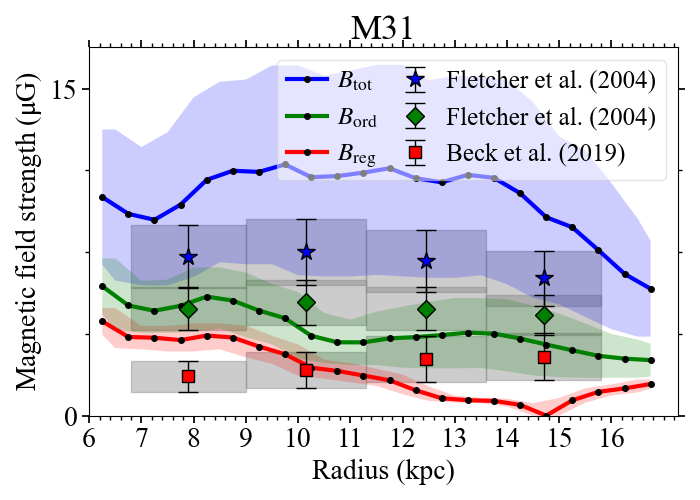 M31
Magnetic field strength (μG)
15
0
B_tot
B_ord
B_reg
Fletcher et al. (2004)
Fletcher et al. (2004)
Beck et al. (2019)
6 7 8 9 10 11 12 13 14 15 16
Radius (kpc)